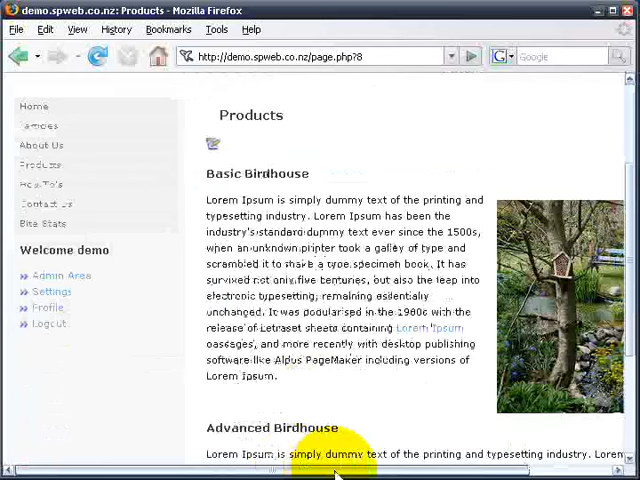 demo.spweb.co.nz: Products - Mozilla Firefox
File Edit View History Bookmarks Tools Help
http://demo.spweb.co.nz/page.php?8
G Google
Home
Families
About Us
Products
How To's
Contact Us
Bite Stats
Welcome demo
Admin Area
Settings
Profile
Logout
Products
Basic Birdhouse
Lorem Ipsum is simply dummy text of the printing and
typesetting industry. Lorem Ipsum has been the
industry's standard dummy text ever since the 1500s,
when an unknown printer took a galley of type and
scrambled it to make a type specimen book. It has
survived not only five centuries, but also the leap into
electronic typesetting, remaining essentially
unchanged. It was popularised in the 1960s with the
release of Letraset sheets containing Lorem Ipsum
passages, and more recently with desktop publishing
software like Aldus PageMaker including versions of
Lorem Ipsum.
Advanced Birdhouse
Lorem Ipsum is simply dummy text of the printing and typesetting industry. Lorem